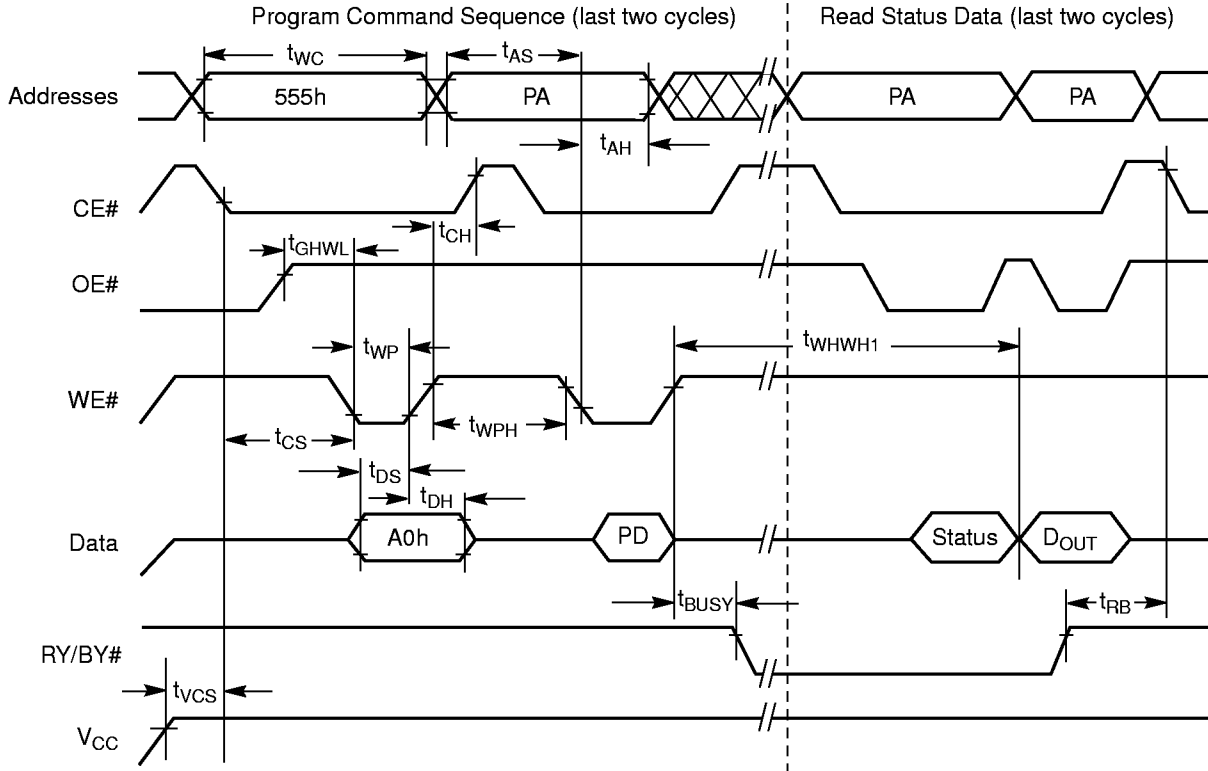 Program Command Sequence (last two cycles)
Read Status Data (last two cycles)
tWC
tAS
Addresses
555h
PA
PA
PA
tAH
CE#
tCH
tGHWL
OE#
tWP
tWHWH1
WE#
tCS
tWPH
tDS
tDH
Data
A0h
PD
Status
DOUT
tBUSY
tRB
RY/BY#
tVCS
VCC